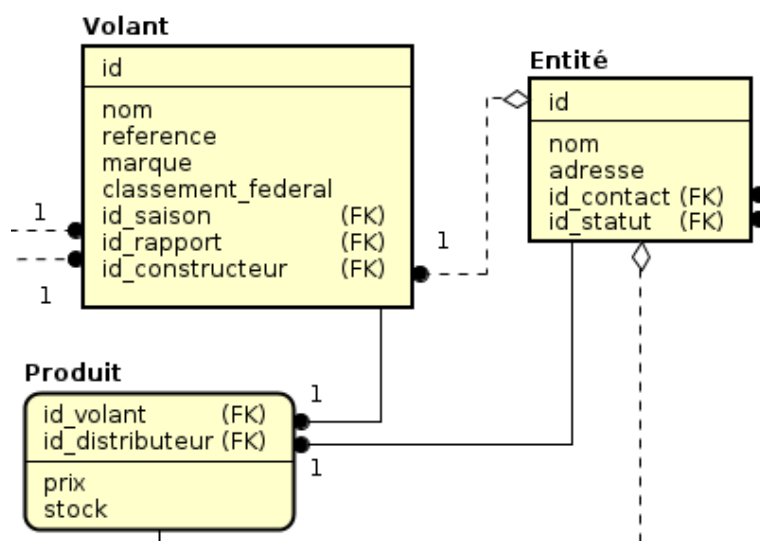 Volant
id
nom
reference
marque
classement_federal
id_saison (FK)
id_rapport (FK)
id_constructeur (FK)
1
1
1
Entité
id
nom
adresse
id_contact (FK)
id_statut (FK)
Produit
id_volant (FK)
id_distributeur (FK)
prix
stock
1
1